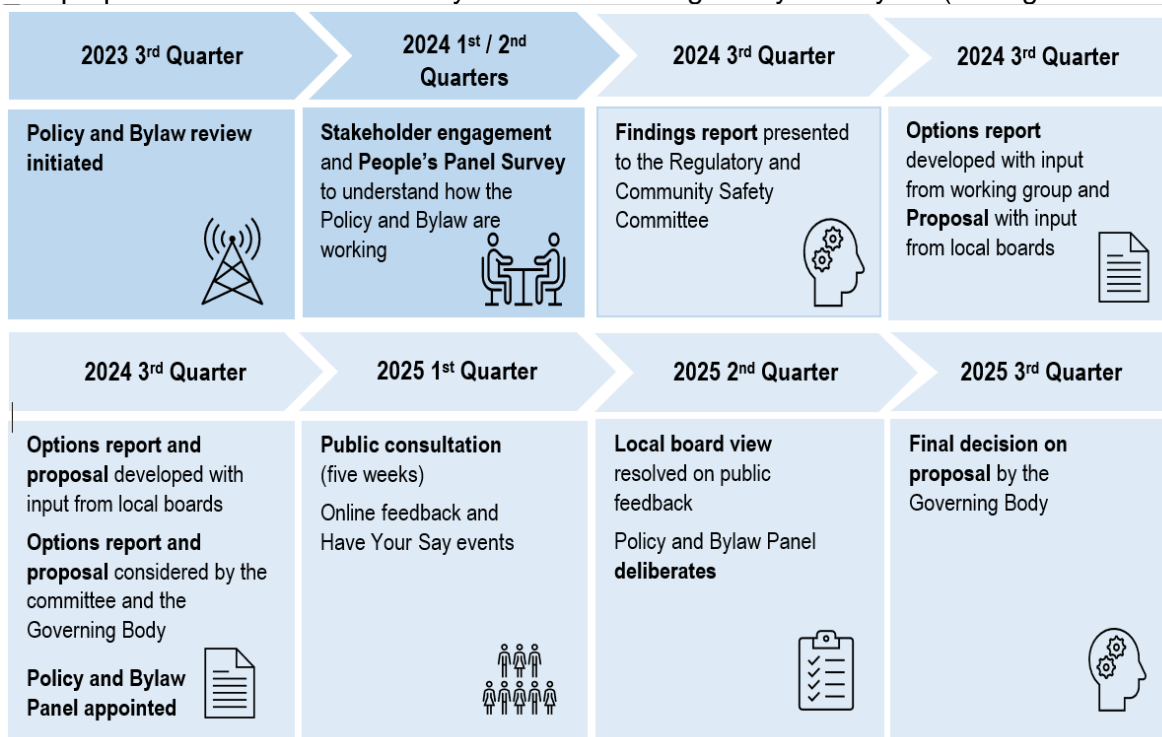 2023 3rd Quarter
2024 1st / 2nd
Quarters
2024 3rd Quarter
2024 3rd Quarter
Policy and Bylaw review
initiated
Stakeholder engagement
and People's Panel Survey
to understand how the
Policy and Bylaw are
working
Findings report presented
to the Regulatory and
Community Safety
Committee
Options report
developed with input
from working group and
Proposal with input
from local boards
2024 3rd Quarter
2025 1st Quarter
2025 2nd Quarter
2025 3rd Quarter
Options report and
proposal developed with
input from local boards
Options report and
proposal considered by the
committee and the
Governing Body
Policy and Bylaw
Panel appointed
Public consultation
(five weeks)
Online feedback and
Have Your Say events
Local board view
resolved on public
feedback
Policy and Bylaw Panel
deliberates
Final decision on
proposal by the
Governing Body